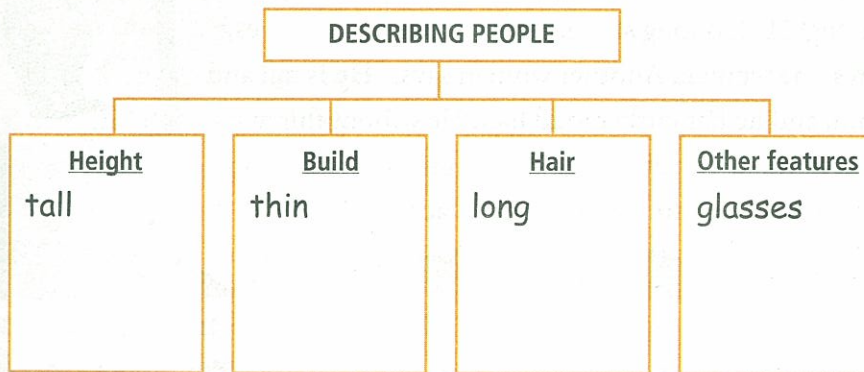 DESCRIBING PEOPLE
Height
tall
Build
thin
Hair
long
Other features
glasses